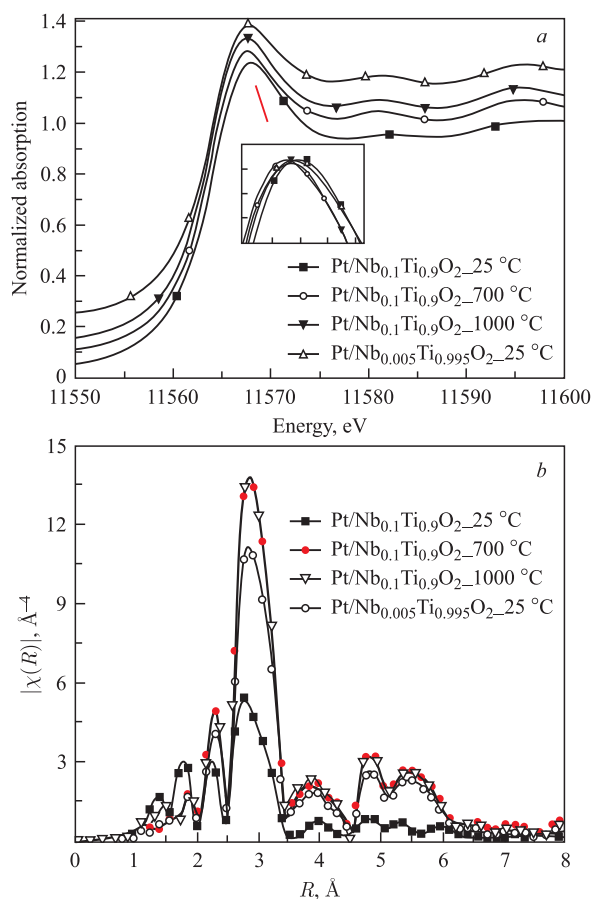 1.4
1.2
1.0
0.8
0.6
0.4
0.2
0
Normalized absorption
a
Pt/Nb0.1Ti0.9O2_25 °C
Pt/Nb0.1Ti0.9O2_700 °C
Pt/Nb0.1Ti0.9O2_1000 °C
Pt/Nb0.005Ti0.995O2_25 °C
11550 11560 11570 11580 11590 11600
Energy, eV
15
12
9
6
3
|χ(R)|, Å–4
b
Pt/Nb0.1Ti0.9O2_25 °C
Pt/Nb0.1Ti0.9O2_700 °C
Pt/Nb0.1Ti0.9O2_1000 °C
Pt/Nb0.005Ti0.995O2_25 °C
0 1 2 3 4 5 6 7 8
R, Å